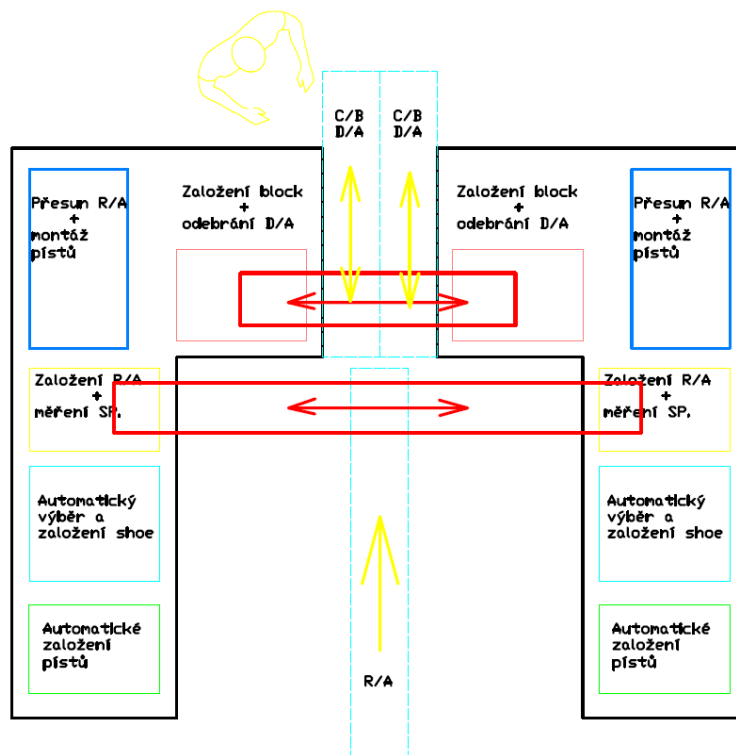 C/B
D/A
C/B
D/A
Přesun R/A
+
montáž
pístů
Založení block
+
odebrání D/A
Založení block
+
odebrání D/A
Přesun R/A
+
montáž
pístů
Založení R/A
+
měření SP.
Založení R/A
+
měření SP.
Automatický
výběr a
založení shoe
Automatický
výběr a
založení shoe
Automatické
založení
pístů
Automatické
založení
pístů
R/A